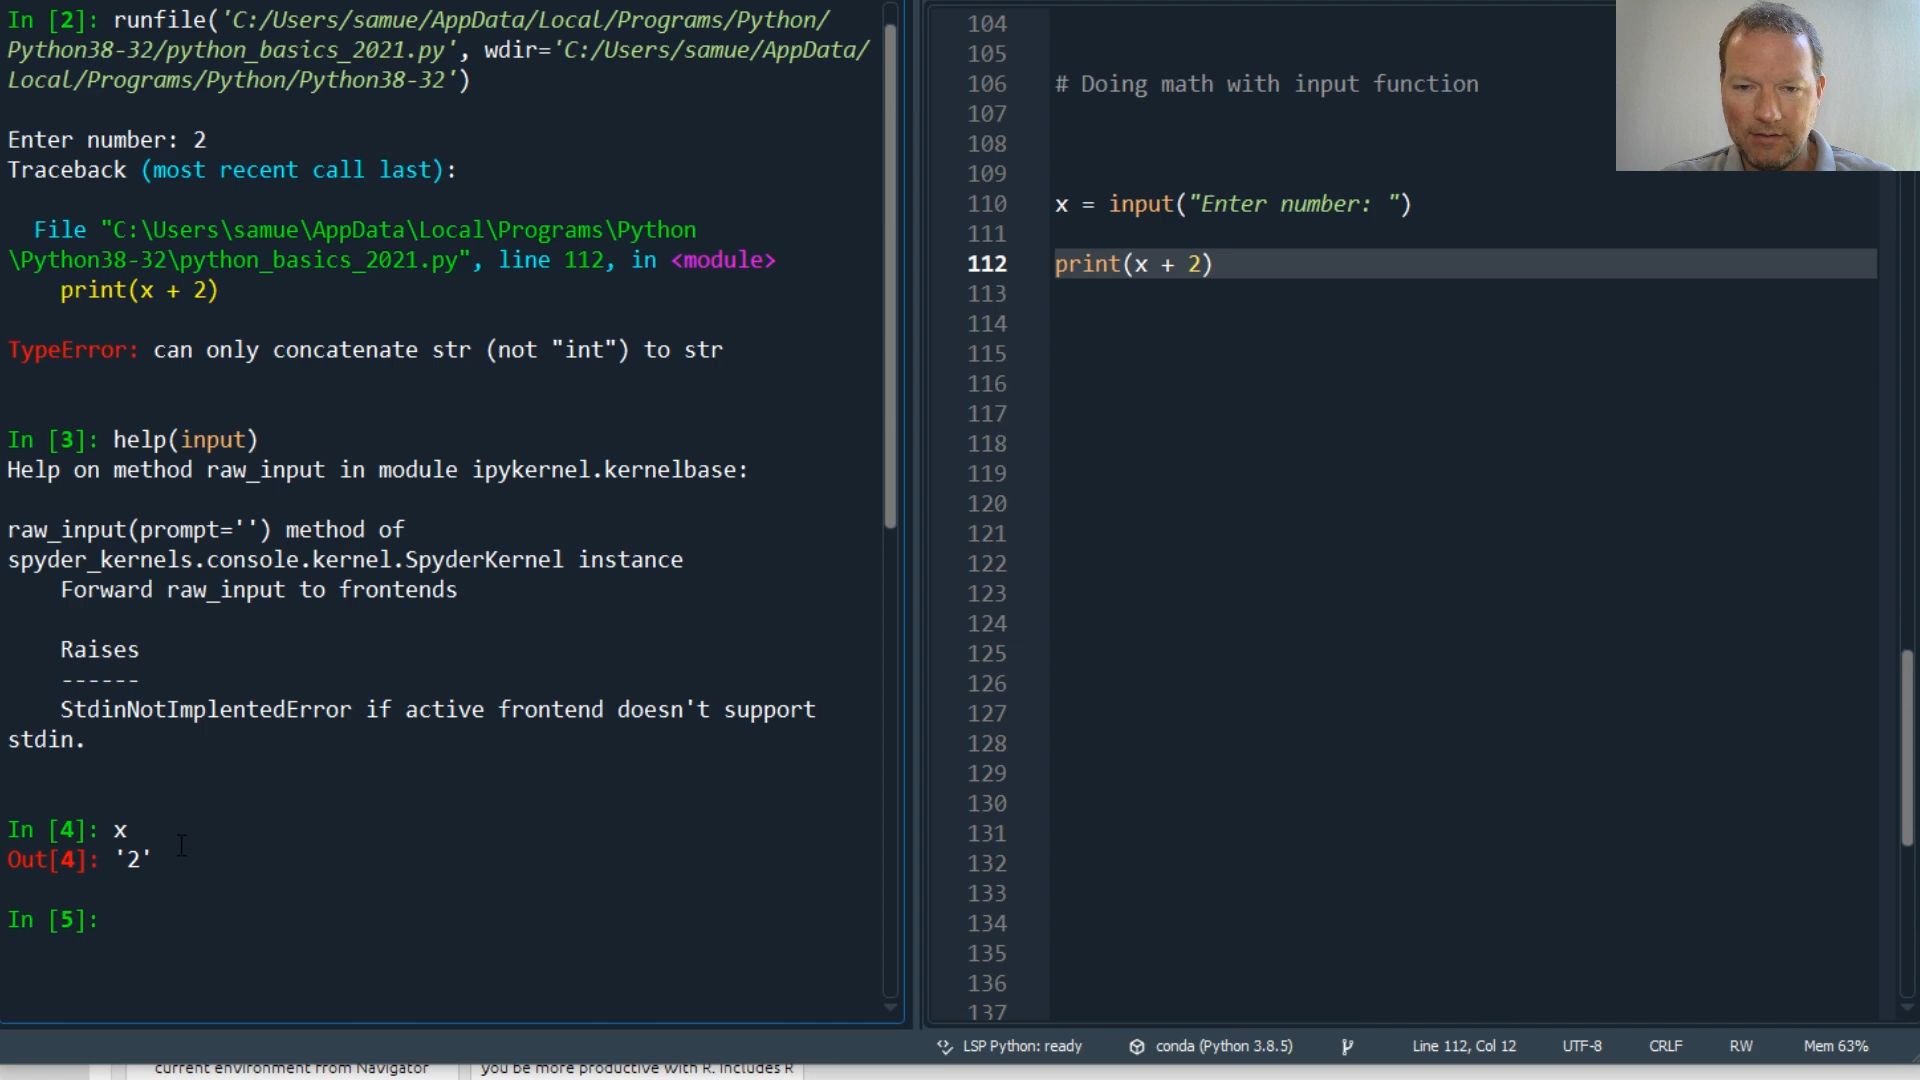 In [2]: runfile('C:/Users/samue/AppData/Local/Programs/Python/
Python38-32/python_basics_2021.py', wdir='C:/Users/samue/AppData/
Local/Programs/Python/Python38-32')
Enter number: 2
Traceback (most recent call last):
File "C:\Users\samue\AppData\Local\Programs\Python
\Python38-32\python_basics_2021.py", line 112, in <module>
print(x + 2)
TypeError: can only concatenate str (not "int") to str
In [3]: help(input)
Help on method raw_input in module ipykernel.kernelbase:
raw_input(prompt='') method of
spyder_kernels.console.kernel.SpyderKernel instance
Forward raw_input to frontends
Raises
------
StdinNotImplentedError if active frontend doesn't support
stdin.
In [4]: x
Out[4]: '2'
In [5]:
104
105
106 # Doing math with input function
107
108
109
110 x = input("Enter number: ")
111
112 print(x + 2)
113
114
115
116
117
118
119
120
121
122
123
124
125
126
127
128
129
130
131
132
133
134
135
136
137
LSP Python: ready conda (Python 3.8.5) Line 112, Col 12 UTF-8 CRLF RW Mem 63%
current environment from Navigator
you be more productive with R. Includes R